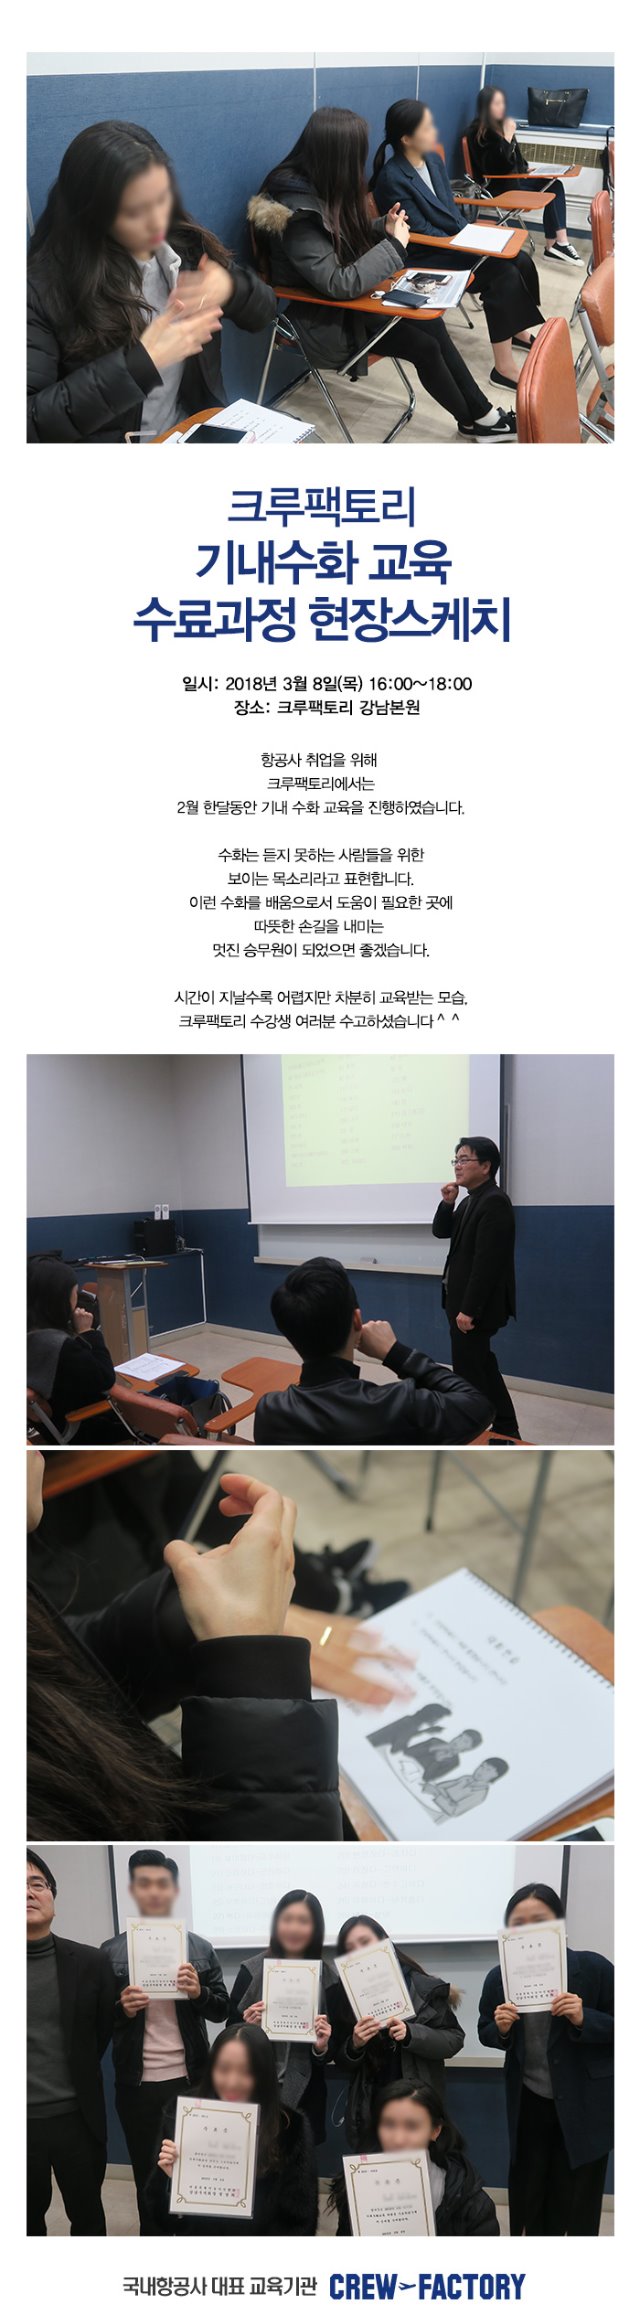 크루팩토리
기내수화 교육
수료과정 현장스케치
일시: 2018년 3월 8일(목) 16:00~18:00
장소: 크루팩토리 강남본원
항공사 취업을 위해
크루팩토리에서는
2월 한달동안 기내 수화 교육을 진행하였습니다.
수화는 듣지 못하는 사람들을 위한
보이는 목소리라고 표현합니다.
이런 수화를 배움으로서 도움이 필요한 곳에
따뜻한 손길을 내미는
멋진 승무원이 되었으면 좋겠습니다.
시간이 지날수록 어렵지만 차분히 교육받는 모습,
크루팩토리 수강생 여러분 수고하셨습니다^ ^
수 료 증
국내항공사 대표 교육기관 CREW FACTORY